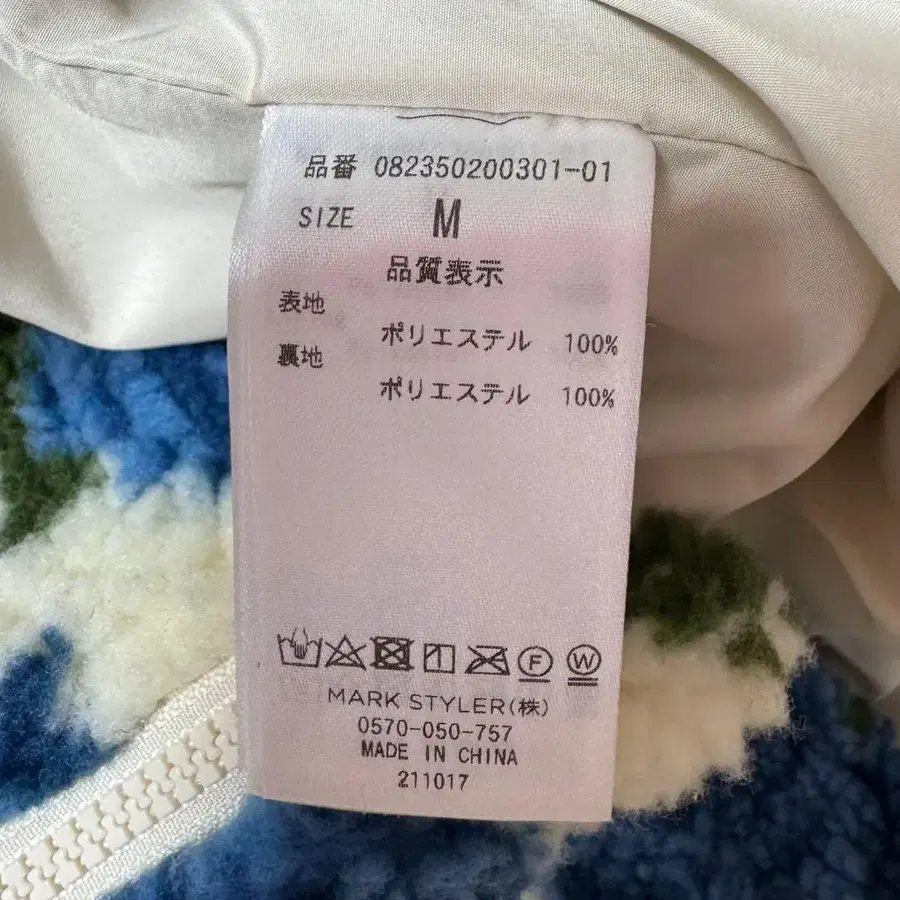 品番 082350200301-01
SIZE M
品質表示
表地
ポリエステル 100%
裏地
ポリエステル 100%
F W
MARK STYLER(株)
0570-050-757
MADE IN CHINA
211017